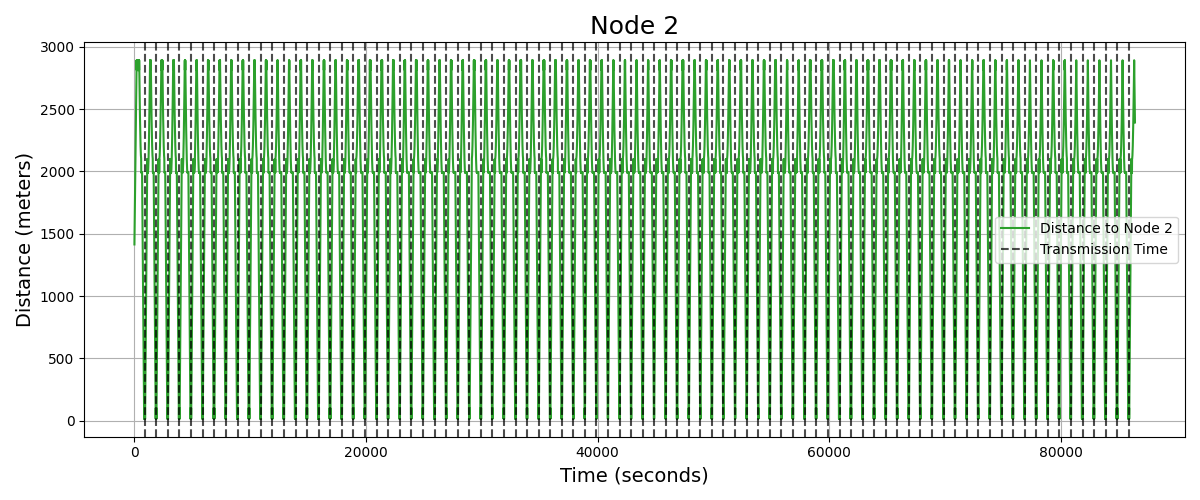 Node 2
Distance (meters)
3000
2500
2000
1500
1000
500
0
Distance to Node 2
Transmission Time
0
20000
40000
60000
80000
Time (seconds)